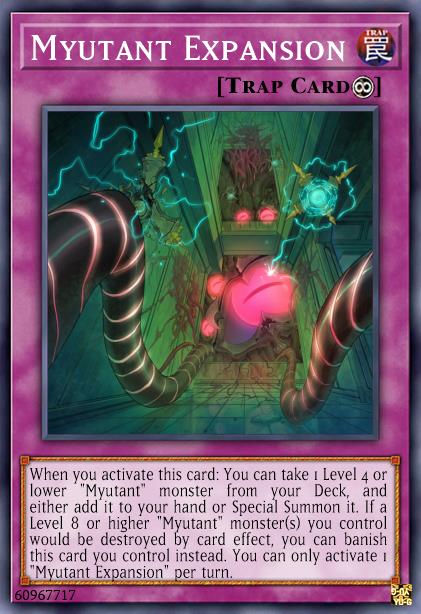 Myutant Expansion
TRAP
罠
[Trap Card]
When you activate this card: You can take 1 Level 4 or
lower "Myutant" monster from your Deck, and
either add it to your hand or Special Summon it. If a
Level 8 or higher "Myutant" monster(s) you control
would be destroyed by card effect, you can banish
this card you control instead. You can only activate 1
"Myutant Expansion" per turn.
60967717